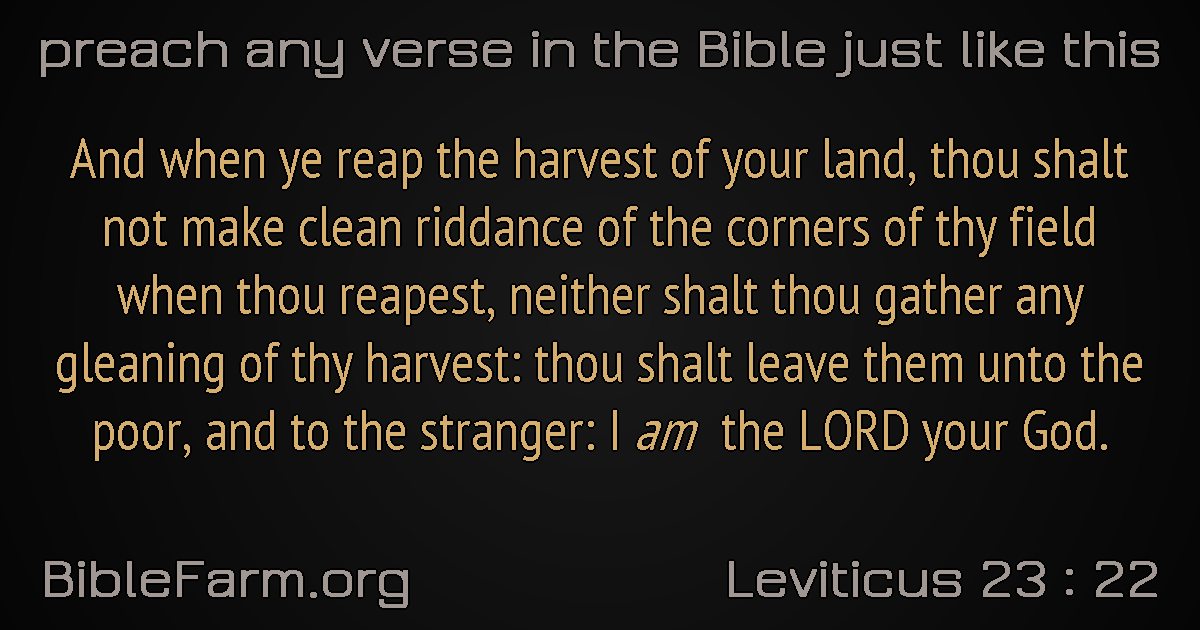 preach any verse in the Bible just like this
And when ye reap the harvest of your land, thou shalt
not make clean riddance of the corners of thy field
when thou reapest, neither shalt thou gather any
gleaning of thy harvest: thou shalt leave them unto the
poor, and to the stranger: I am the LORD your God.
BibleFarm.org
Leviticus 23 : 22